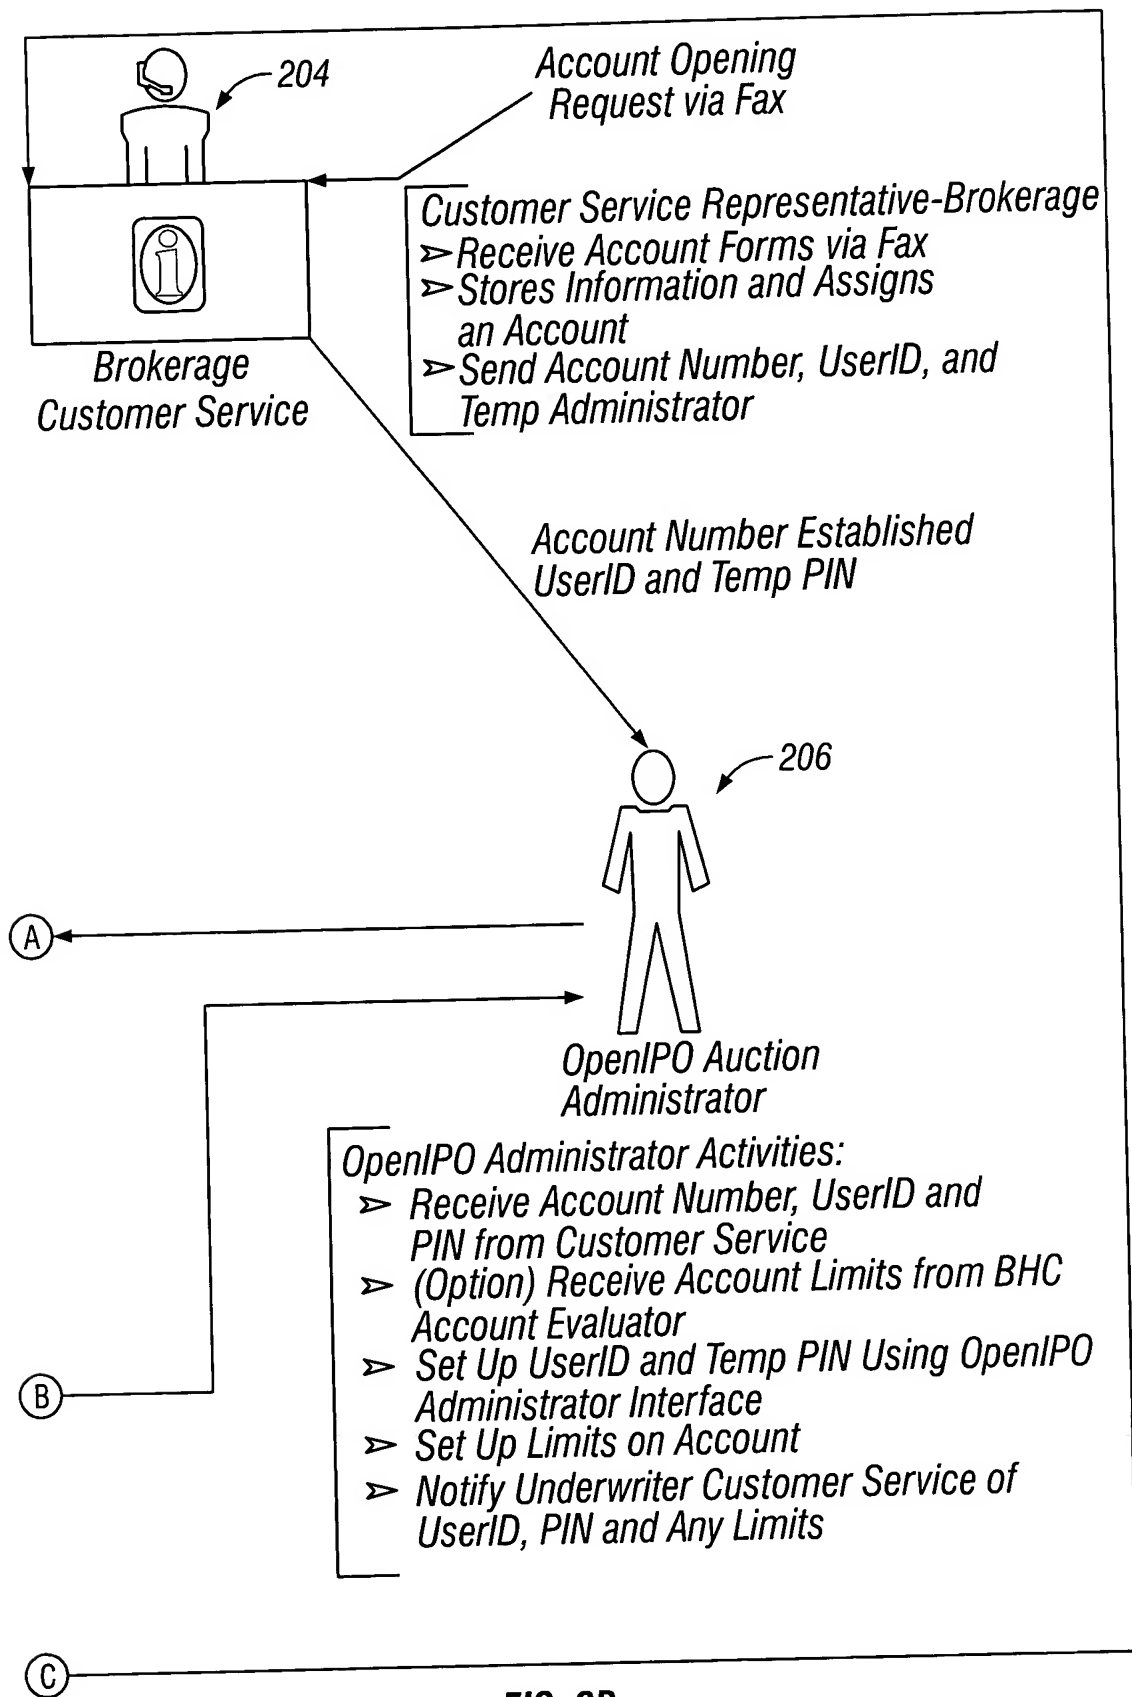 204
Account Opening
Request via Fax
Customer Service Representative-Brokerage
➢ Receive Account Forms via Fax
➢ Stores Information and Assigns
an Account
➢ Send Account Number, UserID, and
Temp Administrator
i
Brokerage
Customer Service
Account Number Established
UserID and Temp PIN
206
A
OpenIPO Auction
Administrator
OpenIPO Administrator Activities:
➢ Receive Account Number, UserID and
PIN from Customer Service
➢ (Option) Receive Account Limits from BHC
Account Evaluator
➢ Set Up UserID and Temp PIN Using OpenIPO
Administrator Interface
➢ Set Up Limits on Account
➢ Notify Underwriter Customer Service of
UserID, PIN and Any Limits
B
C